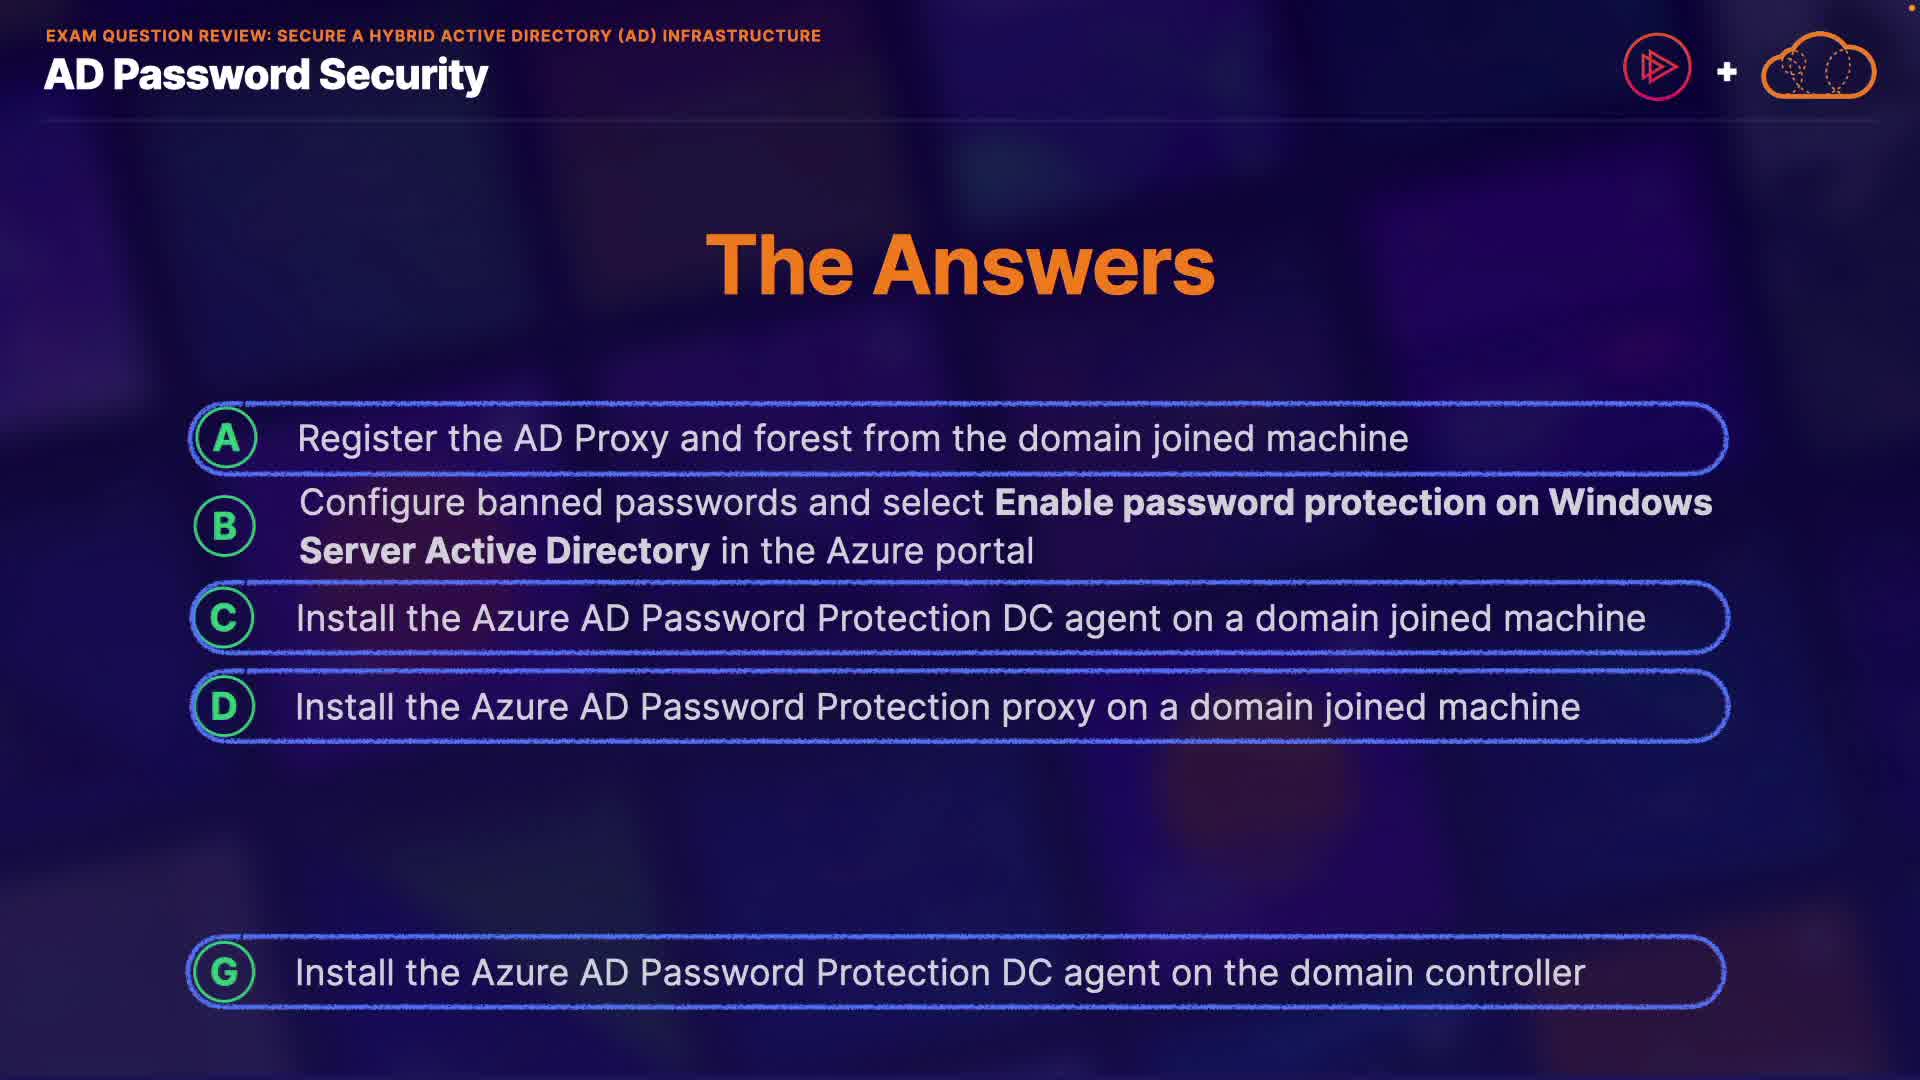 EXAM QUESTION REVIEW: SECURE A HYBRID ACTIVE DIRECTORY (AD) INFRASTRUCTURE
AD Password Security
+
The Answers
A Register the AD Proxy and forest from the domain joined machine
B Configure banned passwords and select Enable password protection on Windows
Server Active Directory in the Azure portal
C Install the Azure AD Password Protection DC agent on a domain joined machine
D Install the Azure AD Password Protection proxy on a domain joined machine
G Install the Azure AD Password Protection DC agent on the domain controller